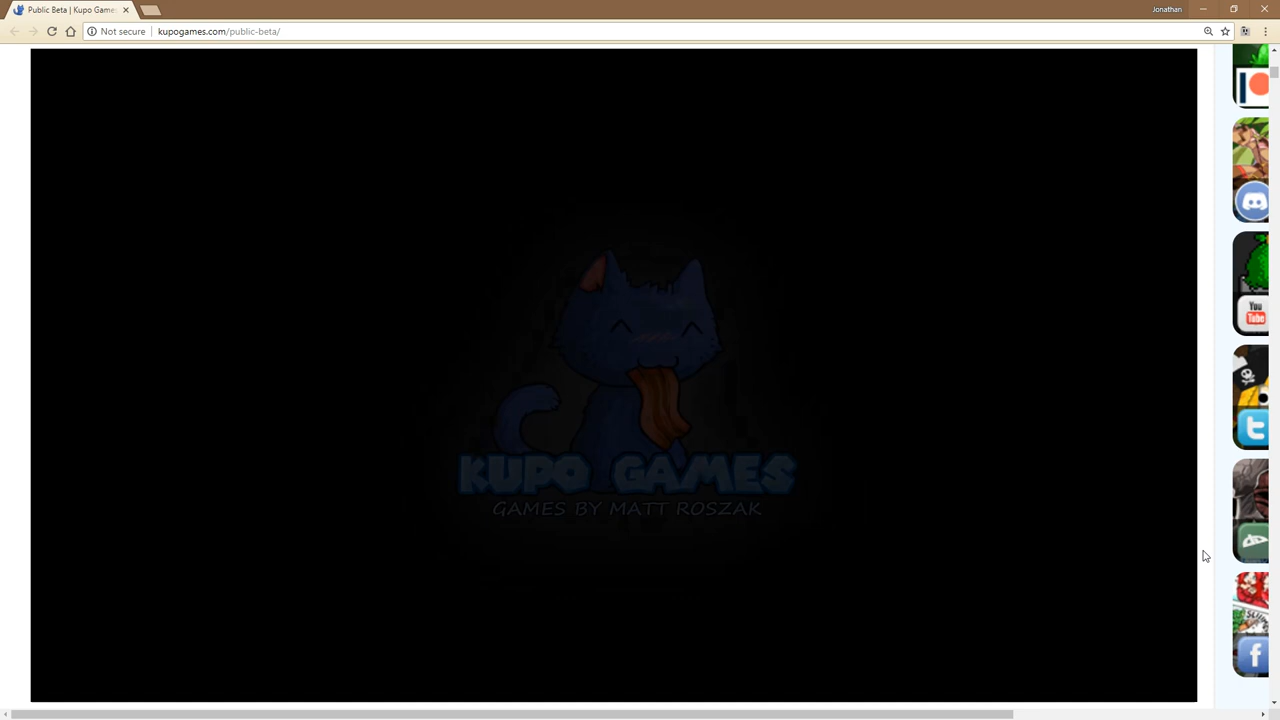 Public Beta | Kupo Game
Jonathan
Not secure
kupogames.com/public-beta/
KUPO GAMES
GAMES BY MATT ROSZAK
You
Tube